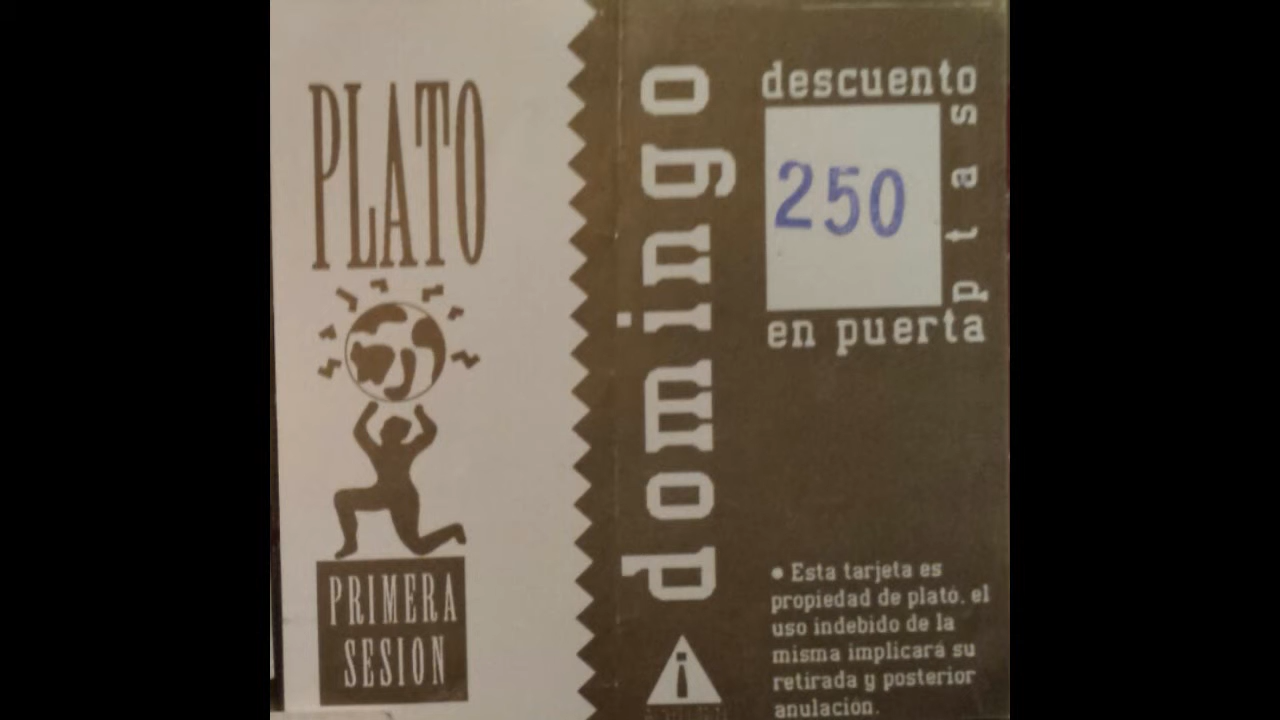 PLATO
PRIMERA
SESION
domingo
descuento
250
ptas
en puerta
• Esta tarjeta es
propiedad de plató. el
uso indebido de la
misma implicará su
retirada y posterior
anulación.